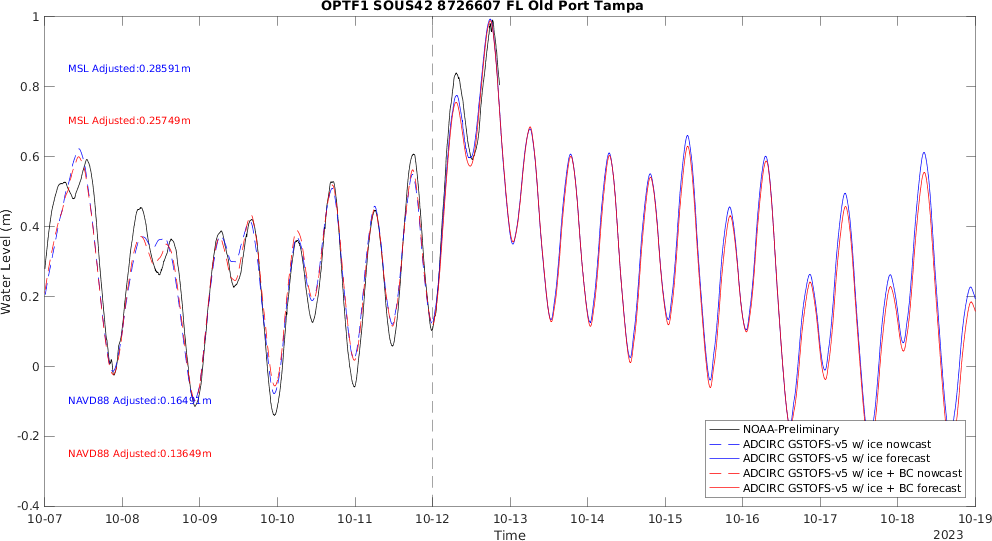 OPTF1 SOUS42 8726607 FL Old Port Tampa
1
0.8
0.6
0.4
0.2
0
-0.2
-0.4
Water Level (m)
MSL Adjusted:0.28591m
MSL Adjusted:0.25749m
NAVD88 Adjusted:0.16491m
NAVD88 Adjusted:0.13649m
NOAA-Preliminary
ADCIRC GSTOFS-v5 w/ ice nowcast
ADCIRC GSTOFS-v5 w/ ice forecast
ADCIRC GSTOFS-v5 w/ ice + BC nowcast
ADCIRC GSTOFS-v5 w/ ice + BC forecast
10-07 10-08 10-09 10-10 10-11 10-12 10-13 10-14 10-15 10-16 10-17 10-18 10-19
Time
2023